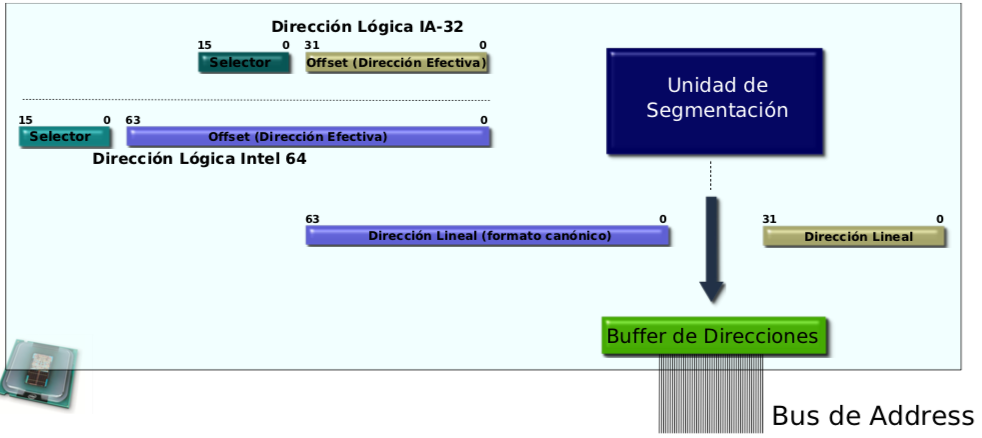 Dirección Lógica IA-32
15 0 31 0
Selector Offset (Dirección Efectiva)
Unidad de
Segmentación
15 0 63 0
Selector Offset (Dirección Efectiva)
Dirección Lógica Intel 64
63 0 31 0
Dirección Lineal (formato canónico) Dirección Lineal
Buffer de Direcciones
Bus de Address